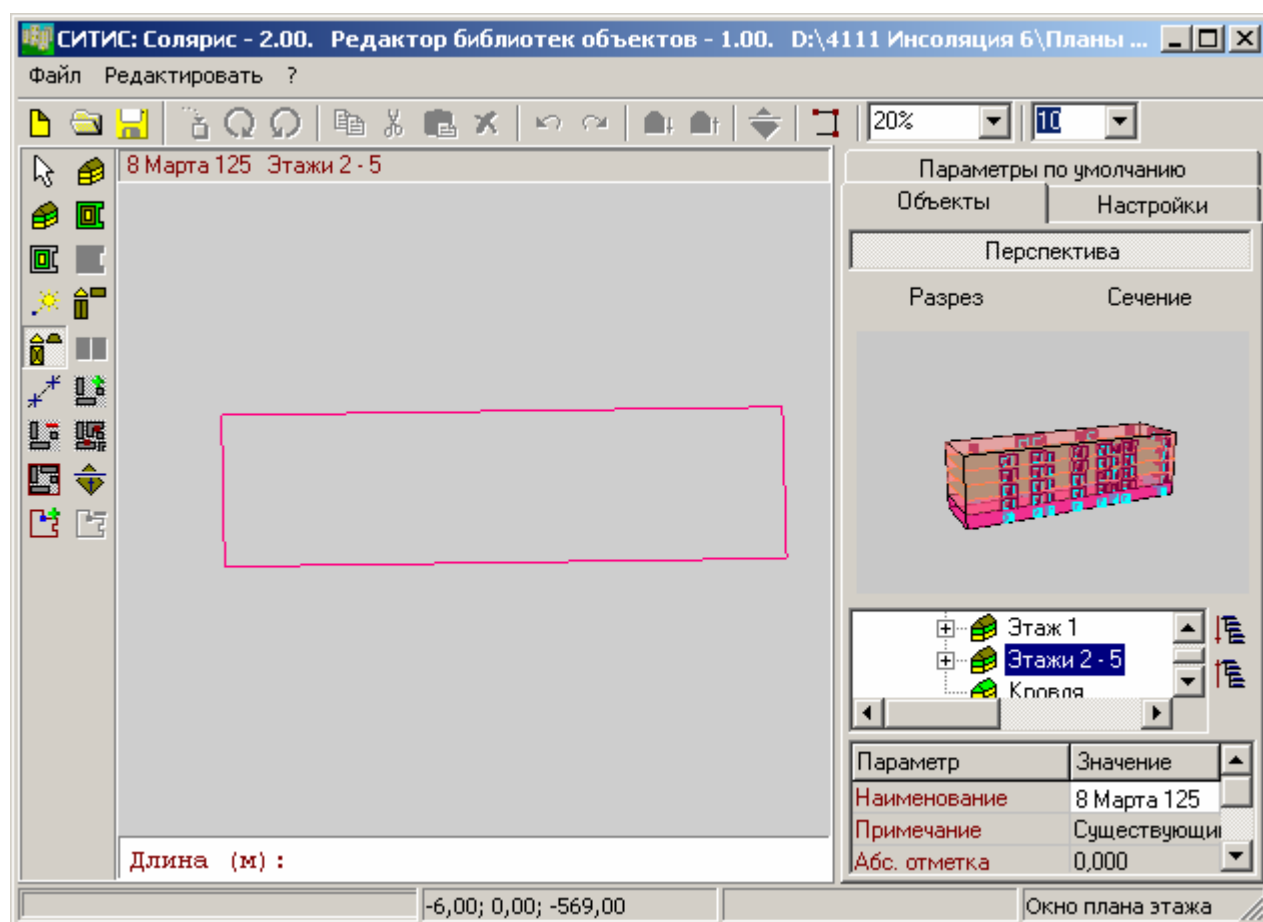 СИТИС: Солярис - 2.00. Редактор библиотек объектов - 1.00. D:\4111 Инсоляция 6\Планы ...
Файл Редактировать ?
20% 10
8 Марта 125 Этажи 2 - 5
Параметры по умолчанию
Объекты Настройки
Перспектива
Разрез Сечение
Этаж 1
Этажи 2 - 5
Кровля
Параметр Значение
Наименование 8 Марта 125
Примечание Существующи
Абс. отметка 0,000
Длина (м):
-6,00; 0,00; -569,00 Окно плана этажа